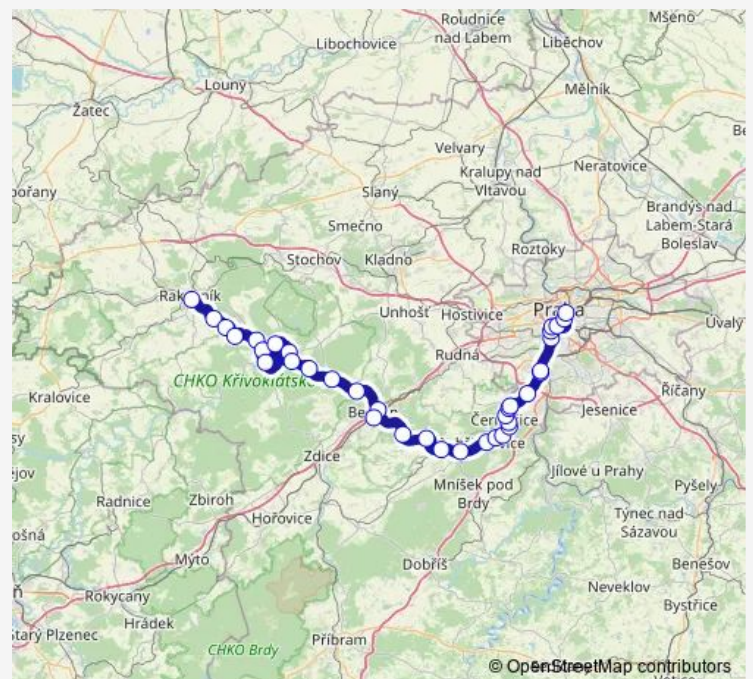 Roudnice
nad Labem
Mšeno
Libochovice
Liběchov
Louny
Mělník
Žatec
Velvary
Kralupy nad
Vltavou
Neratovice
Slaný
Brandýs nad
Labem-Stará
Boleslav
Smečno
Roztoky
Stochov
Kladno
Unhošť
Hostivice
Úvaly
Rudná
CHKO Křivoklátsko
Říčany
Kralovice
Jesenice
Zdice
Mníšek pod
Brdy
Jílové u Prahy
Pyšely
Radnice
Zbiroh
Hořovice
Týnec nad
Sázavou
Mýto
Dobříš
Benešov
Rokycany
Neveklov
Bystřice
Starý Plzenec
Hrádek
Příbram
CHKO Brdy
© OpenStreetMap contributors